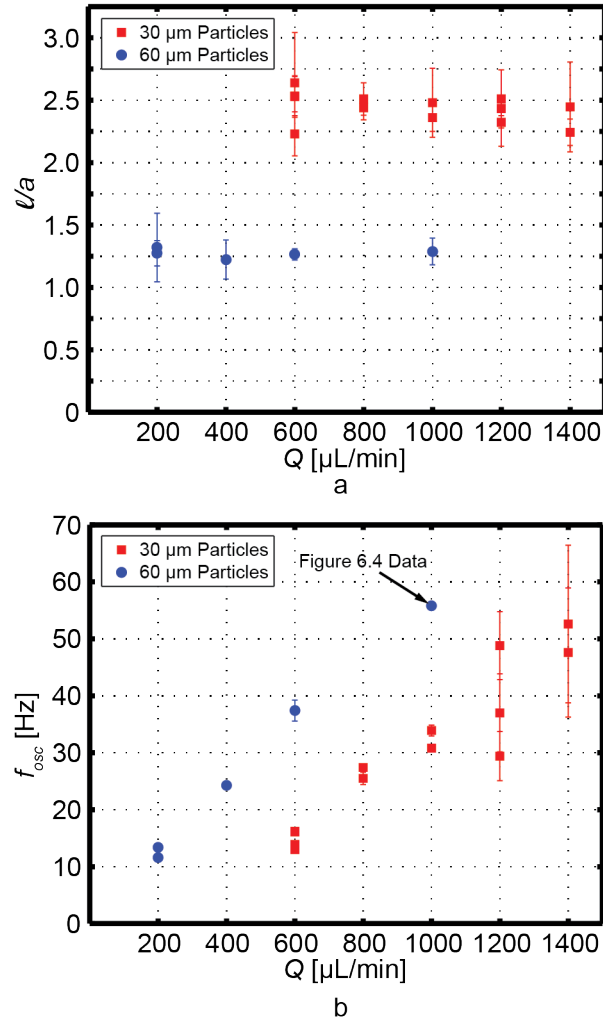 3.0
30 µm Particles
60 µm Particles
2.5
2.0
ℓ/a
1.5
1.0
0.5
0
200 400 600 800 1000 1200 1400
Q [µL/min]
a
70
30 µm Particles
60 µm Particles
60
Figure 6.4 Data
50
40
fosc [Hz]
30
20
10
0
200 400 600 800 1000 1200 1400
Q [µL/min]
b